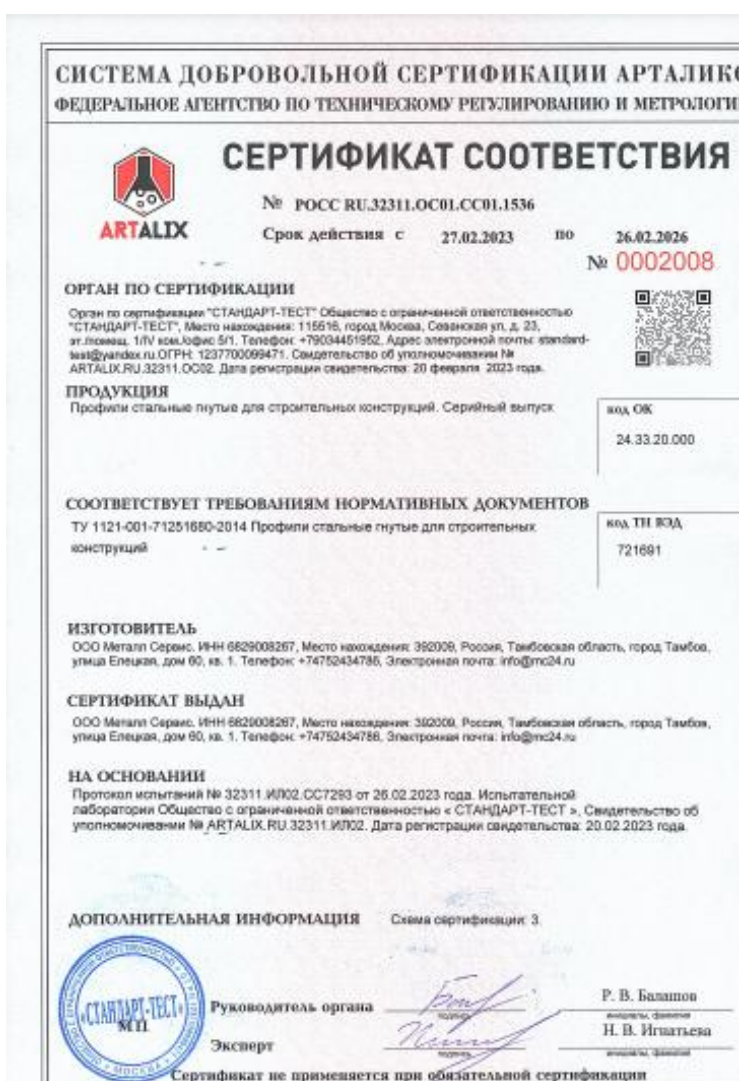 СИСТЕМА ДОБРОВОЛЬНОЙ СЕРТИФИКАЦИИ АРТАЛИК
ФЕДЕРАЛЬНОЕ АГЕНТСТВО ПО ТЕХНИЧЕСКОМУ РЕГУЛИРОВАНИЮ И МЕТРОЛОГИ
ARTALIX
СЕРТИФИКАТ СООТВЕТСТВИЯ
№ РОСС RU.32311.ОС01.СС01.1536
Срок действия с 27.02.2023 по 26.02.2026
№ 0002008
ОРГАН ПО СЕРТИФИКАЦИИ
Орган по сертификации "СТАНДАРТ-ТЕСТ" Общество с ограниченной ответственностью
"СТАНДАРТ-ТЕСТ", Место нахождения: 115516, город Москва, Севанская ул, д. 23,
эт./помещ. 1/IV ком./офис 5/1. Телефон: +79034451952, Адрес электронной почты: standard-
test@yandex.ru ОГРН: 1237700099471. Свидетельство об уполномочивании №
ARTALIX.RU.32311.ОС02. Дата регистрации свидетельства: 20 февраля 2023 года.
ПРОДУКЦИЯ
Профили стальные гнутые для строительных конструкций. Серийный выпуск
код ОК
24.33.20.000
СООТВЕТСТВУЕТ ТРЕБОВАНИЯМ НОРМАТИВНЫХ ДОКУМЕНТОВ
ТУ 1121-001-71251680-2014 Профили стальные гнутые для строительных
конструкций
код ТН ВЭД
721691
ИЗГОТОВИТЕЛЬ
ООО Металл Сервис. ИНН 6829008267, Место нахождения: 392009, Россия, Тамбовская область, город Тамбов,
улица Елецкая, дом 60, кв. 1. Телефон: +74752434786, Электронная почта: info@mc24.ru
СЕРТИФИКАТ ВЫДАН
ООО Металл Сервис. ИНН 6829008267, Место нахождения: 392009, Россия, Тамбовская область, город Тамбов,
улица Елецкая, дом 60, кв. 1. Телефон: +74752434786, Электронная почта: info@mc24.ru
НА ОСНОВАНИИ
Протокол испытаний № 32311.ИЛ02.СС7293 от 26.02.2023 года. Испытательной
лаборатории Общество с ограниченной ответственностью « СТАНДАРТ-ТЕСТ », Свидетельство об
уполномочивании № ARTALIX.RU.32311.ИЛ02. Дата регистрации свидетельства: 20.02.2023 года.
ДОПОЛНИТЕЛЬНАЯ ИНФОРМАЦИЯ Схема сертификации: 3.
«СТАНДАРТ-ТЕСТ»
МП
МОСКВА
Руководитель органа
подпись
Р. В. Балашов
инициалы, фамилия
Эксперт
подпись
Н. В. Игнатьева
инициалы, фамилия
Сертификат не применяется при обязательной сертификации